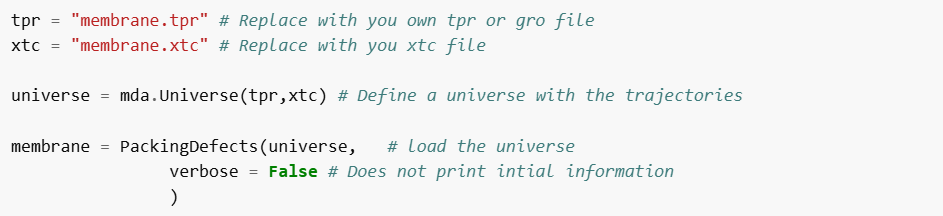 tpr = "membrane.tpr" # Replace with you own tpr or gro file
xtc = "membrane.xtc" # Replace with you xtc file
universe = mda.Universe(tpr,xtc) # Define a universe with the trajectories
membrane = PackingDefects(universe,   # load the universe
                verbose = False # Does not print intial information
                )